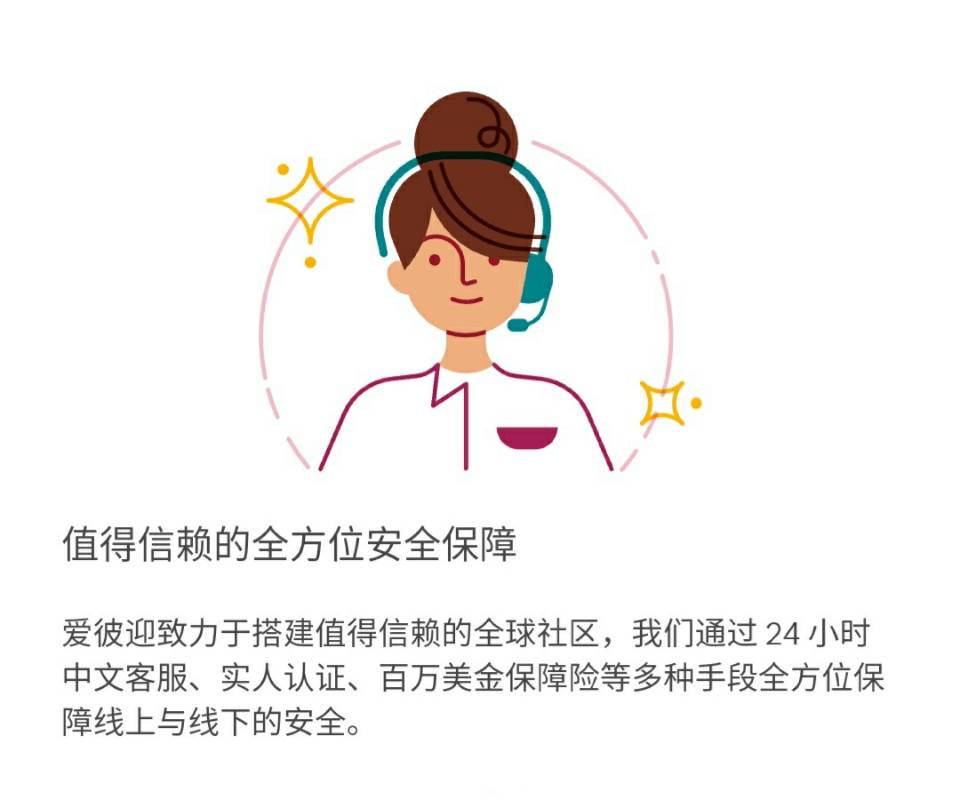 值得信赖的全方位安全保障
爱彼迎致力于搭建值得信赖的全球社区，我们通过 24 小时
中文客服、实人认证、百万美金保障险等多种手段全方位保
障线上与线下的安全。